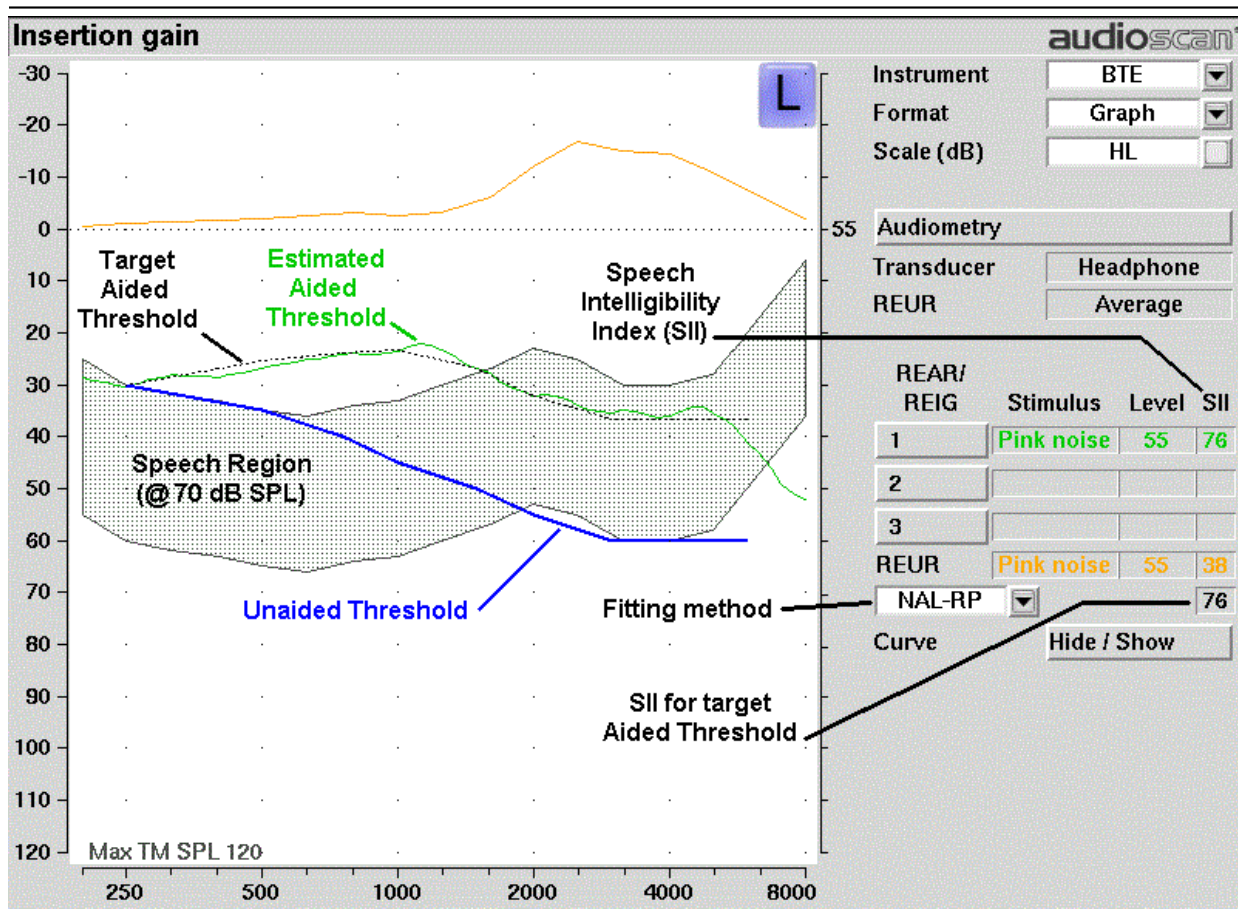 Insertion gain
audioscan
L
Instrument BTE
Format Graph
Scale (dB) HL
55
Audiometry
Transducer Headphone
REUR Average
REAR/
REIG Stimulus Level SII
1 Pink noise 55 76
2
3
REUR Pink noise 55 38
NAL-RP 76
Curve Hide / Show
-30
-20
-10
0
10
20
30
40
50
60
70
80
90
100
110
120
Target
Aided
Threshold
Estimated
Aided
Threshold
Speech
Intelligibility
Index (SII)
Speech Region
(@ 70 dB SPL)
Unaided Threshold
Fitting method
SII for target
Aided Threshold
Max TM SPL 120
250 500 1000 2000 4000 8000